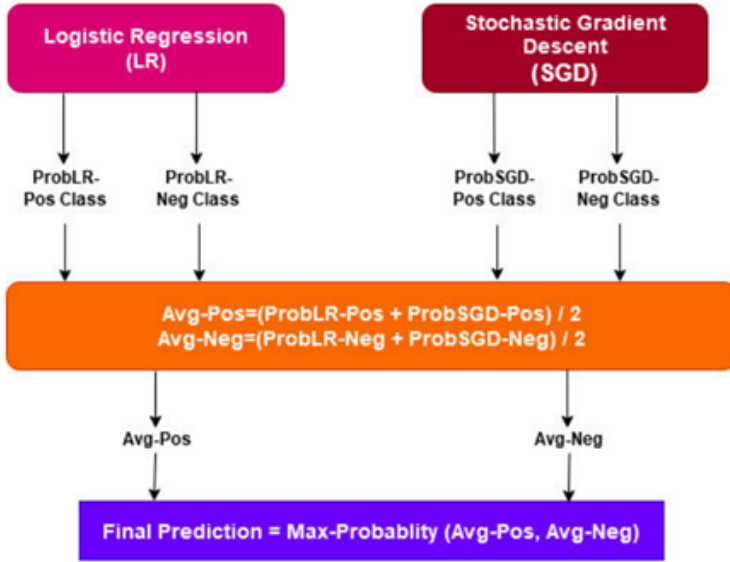 Logistic Regression
(LR)
Stochastic Gradient
Descent
(SGD)
ProbLR-
Pos Class
ProbLR-
Neg Class
ProbSGD-
Pos Class
ProbSGD-
Neg Class
Avg-Pos=(ProbLR-Pos + ProbSGD-Pos) / 2
Avg-Neg=(ProbLR-Neg + ProbSGD-Neg) / 2
Avg-Pos
Avg-Neg
Final Prediction = Max-Probablity (Avg-Pos, Avg-Neg)